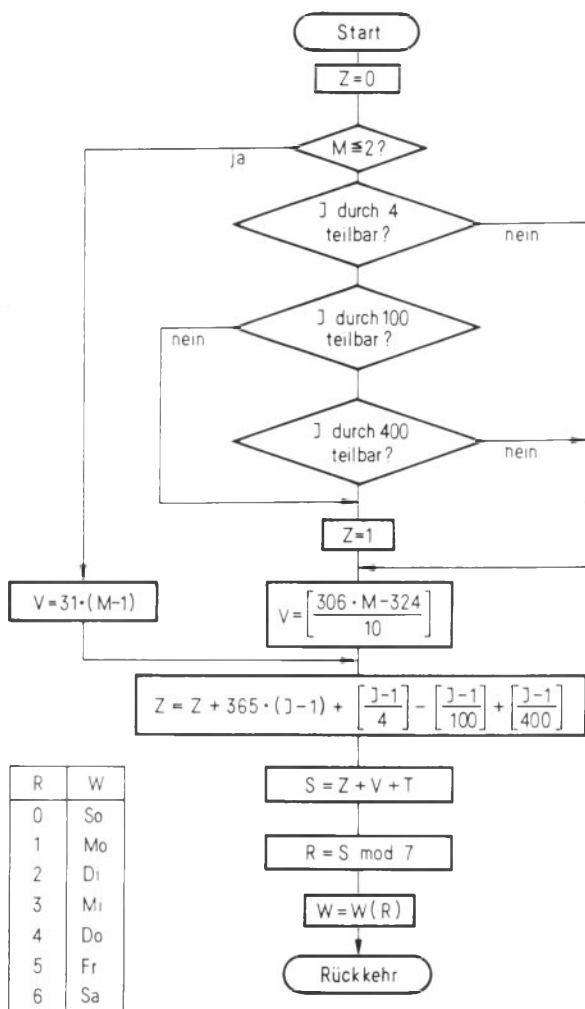 Start
Z=0
M≦2?
ja
J durch 4
teilbar?
nein
J durch 100
teilbar?
nein
J durch 400
teilbar?
nein
Z=1
V=31·(M-1)
V=[(306·M-324)/10]
Z = Z + 365·(J-1) + [(J-1)/4] - [(J-1)/100] + [(J-1)/400]
S = Z + V + T
R = S mod 7
W = W(R)
Rückkehr
R W
0 So
1 Mo
2 Di
3 Mi
4 Do
5 Fr
6 Sa